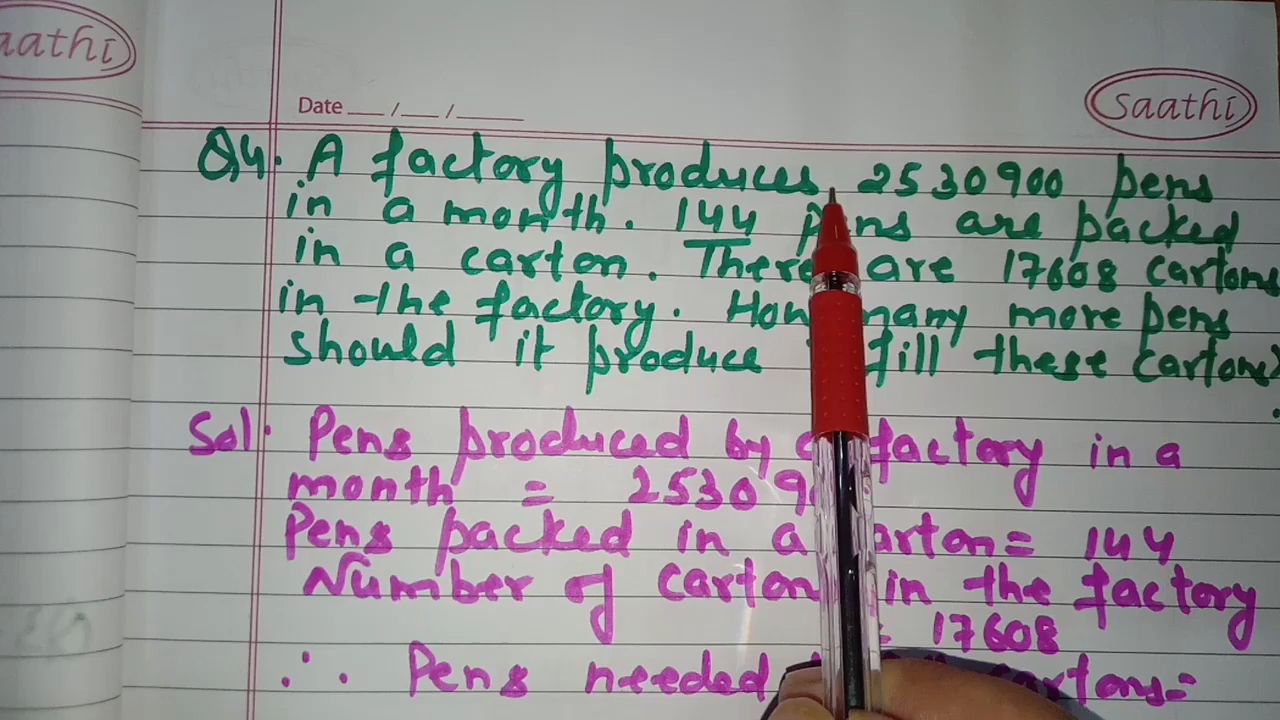 aathi
saathi
Date __/__/____
Q4. A factory produces 2530900 pens
in a month. 144 pens are packed
in a carton. There are 17608 cartons
in the factory. How many more pens
should it produce fill these cartons?
Sol. Pens produced by a factory in a
month = 25309
Pens packed in a carton = 144
Number of carton in the factory
= 17608
∴ Pens needed cartons=